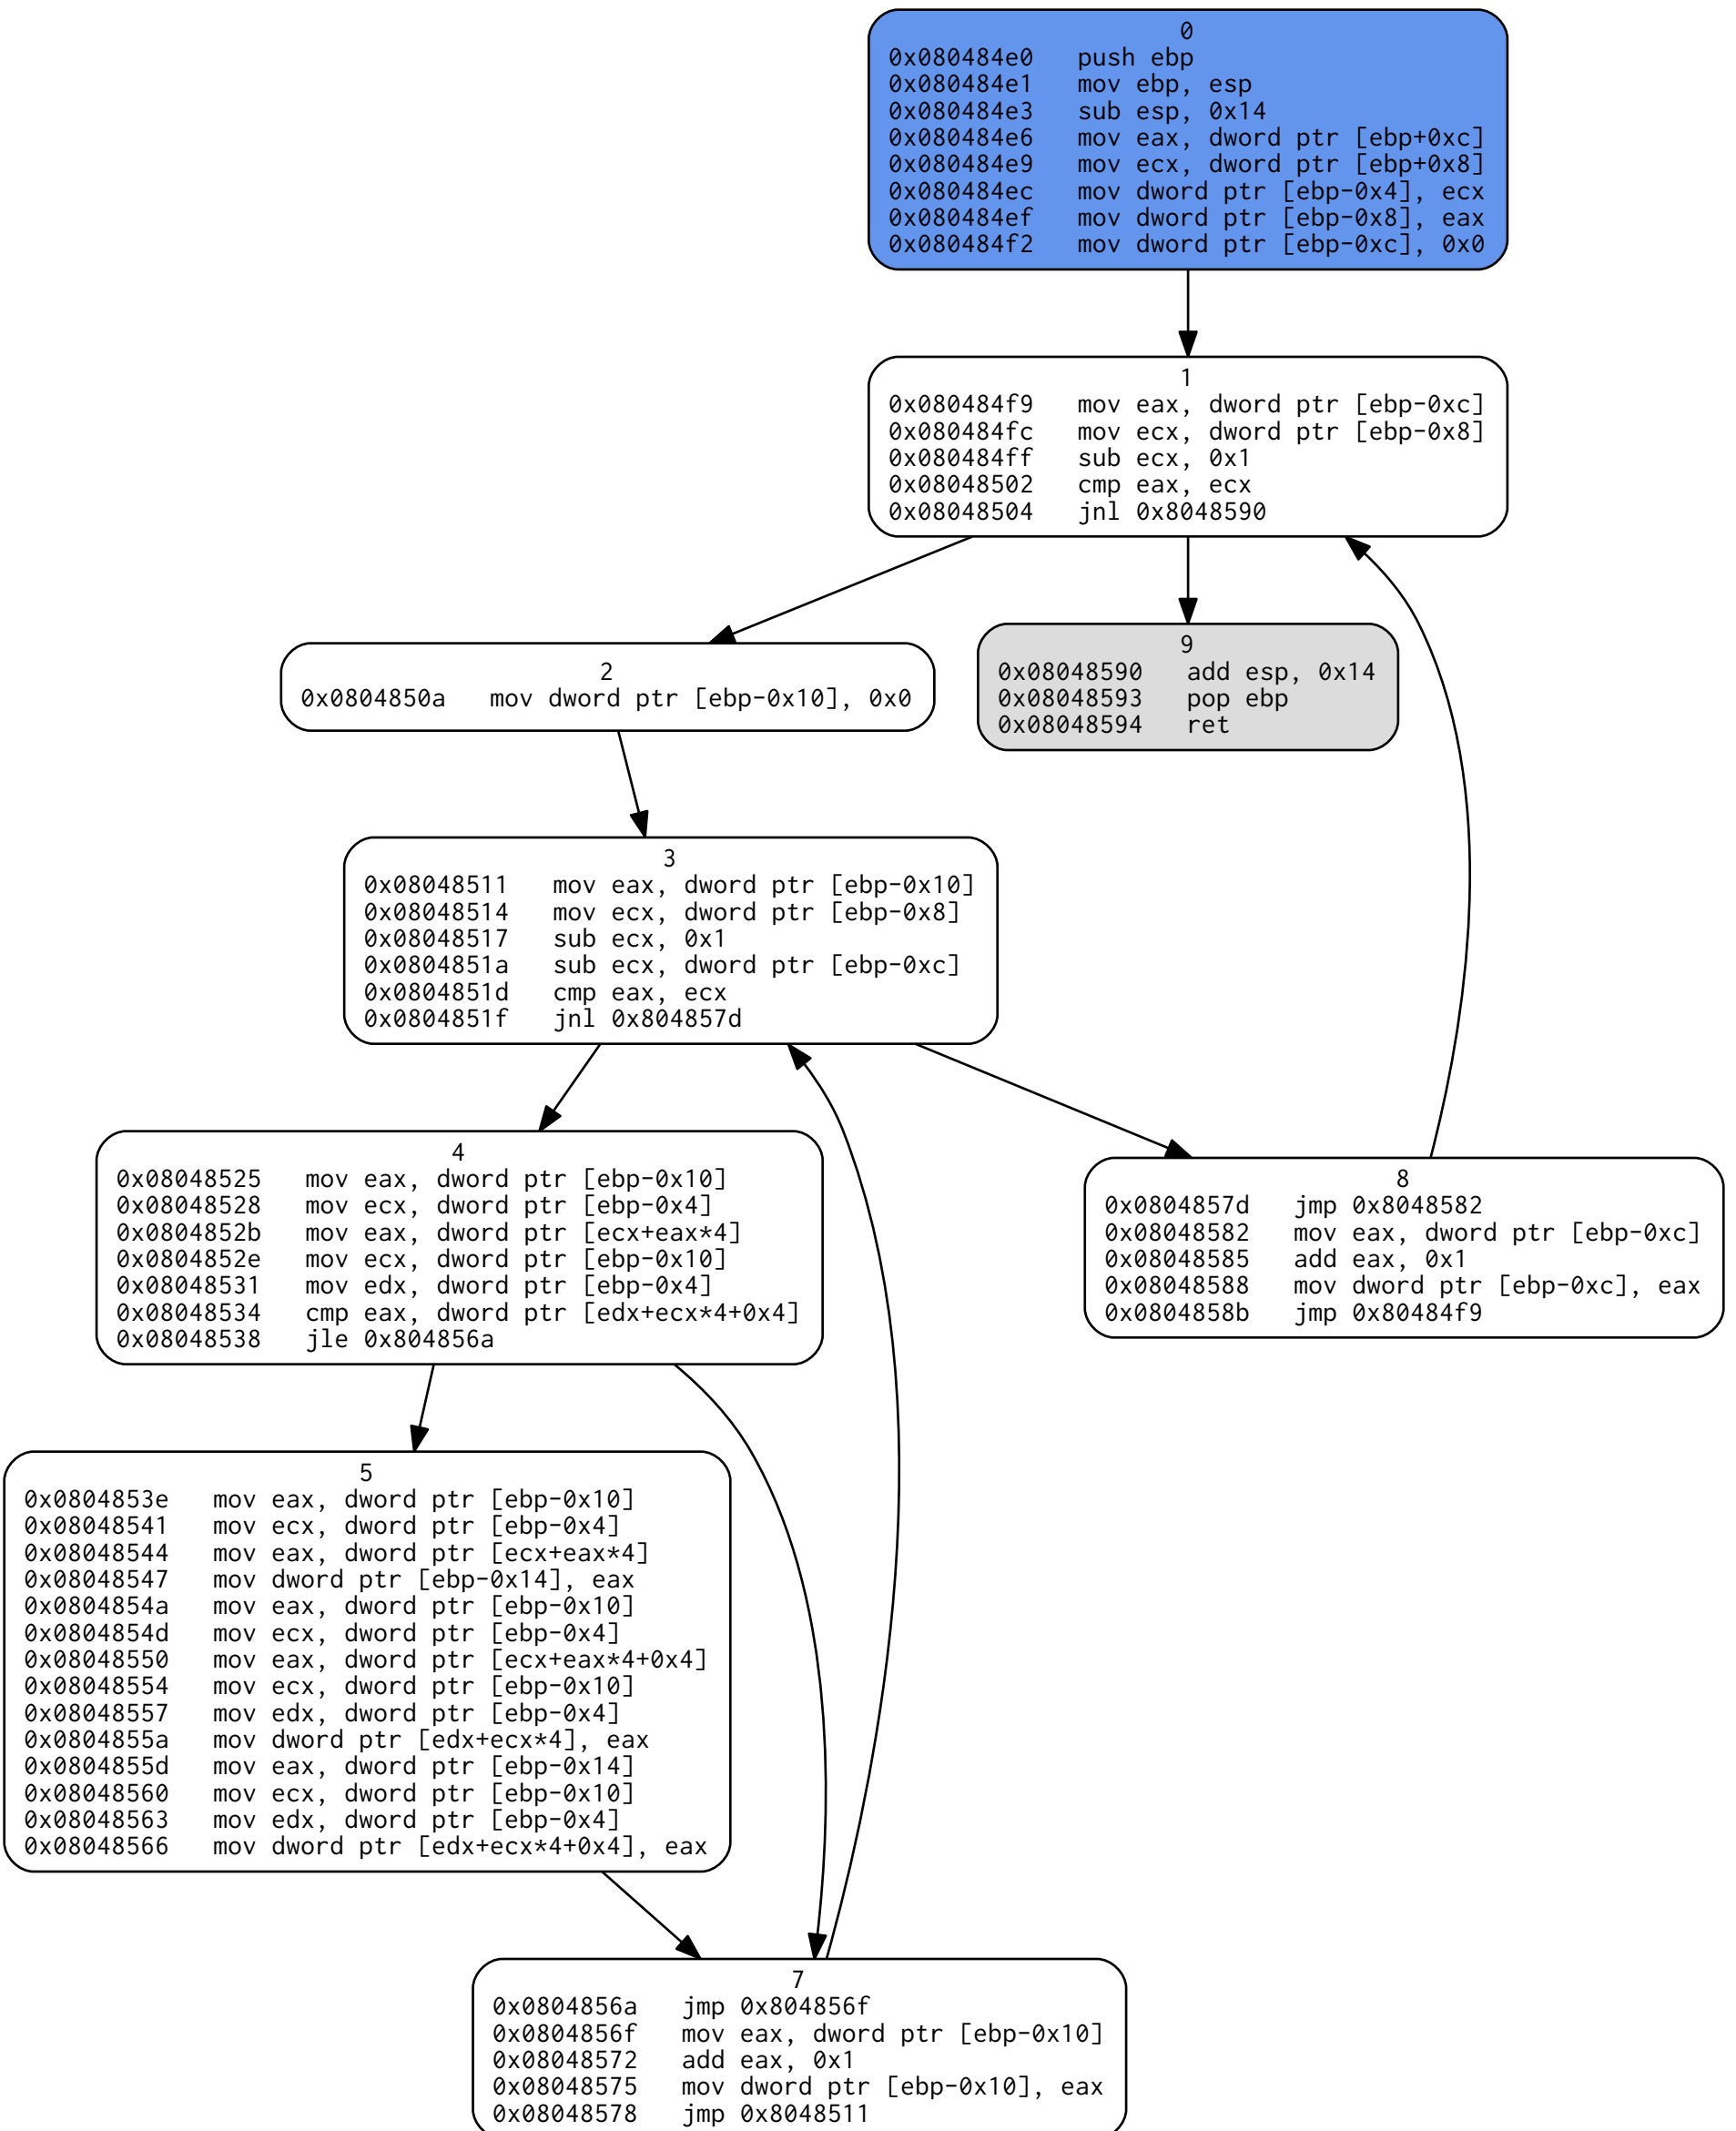 0
0x080484e0   push ebp
0x080484e1   mov ebp, esp
0x080484e3   sub esp, 0x14
0x080484e6   mov eax, dword ptr [ebp+0xc]
0x080484e9   mov ecx, dword ptr [ebp+0x8]
0x080484ec   mov dword ptr [ebp-0x4], ecx
0x080484ef   mov dword ptr [ebp-0x8], eax
0x080484f2   mov dword ptr [ebp-0xc], 0x0
1
0x080484f9   mov eax, dword ptr [ebp-0xc]
0x080484fc   mov ecx, dword ptr [ebp-0x8]
0x080484ff   sub ecx, 0x1
0x08048502   cmp eax, ecx
0x08048504   jnl 0x8048590
2
0x0804850a   mov dword ptr [ebp-0x10], 0x0
9
0x08048590   add esp, 0x14
0x08048593   pop ebp
0x08048594   ret
3
0x08048511   mov eax, dword ptr [ebp-0x10]
0x08048514   mov ecx, dword ptr [ebp-0x8]
0x08048517   sub ecx, 0x1
0x0804851a   sub ecx, dword ptr [ebp-0xc]
0x0804851d   cmp eax, ecx
0x0804851f   jnl 0x804857d
4
0x08048525   mov eax, dword ptr [ebp-0x10]
0x08048528   mov ecx, dword ptr [ebp-0x4]
0x0804852b   mov eax, dword ptr [ecx+eax*4]
0x0804852e   mov ecx, dword ptr [ebp-0x10]
0x08048531   mov edx, dword ptr [ebp-0x4]
0x08048534   cmp eax, dword ptr [edx+ecx*4+0x4]
0x08048538   jle 0x804856a
8
0x0804857d   jmp 0x8048582
0x08048582   mov eax, dword ptr [ebp-0xc]
0x08048585   add eax, 0x1
0x08048588   mov dword ptr [ebp-0xc], eax
0x0804858b   jmp 0x80484f9
5
0x0804853e   mov eax, dword ptr [ebp-0x10]
0x08048541   mov ecx, dword ptr [ebp-0x4]
0x08048544   mov eax, dword ptr [ecx+eax*4]
0x08048547   mov dword ptr [ebp-0x14], eax
0x0804854a   mov eax, dword ptr [ebp-0x10]
0x0804854d   mov ecx, dword ptr [ebp-0x4]
0x08048550   mov eax, dword ptr [ecx+eax*4+0x4]
0x08048554   mov ecx, dword ptr [ebp-0x10]
0x08048557   mov edx, dword ptr [ebp-0x4]
0x0804855a   mov dword ptr [edx+ecx*4], eax
0x0804855d   mov eax, dword ptr [ebp-0x14]
0x08048560   mov ecx, dword ptr [ebp-0x10]
0x08048563   mov edx, dword ptr [ebp-0x4]
0x08048566   mov dword ptr [edx+ecx*4+0x4], eax
7
0x0804856a   jmp 0x804856f
0x0804856f   mov eax, dword ptr [ebp-0x10]
0x08048572   add eax, 0x1
0x08048575   mov dword ptr [ebp-0x10], eax
0x08048578   jmp 0x8048511